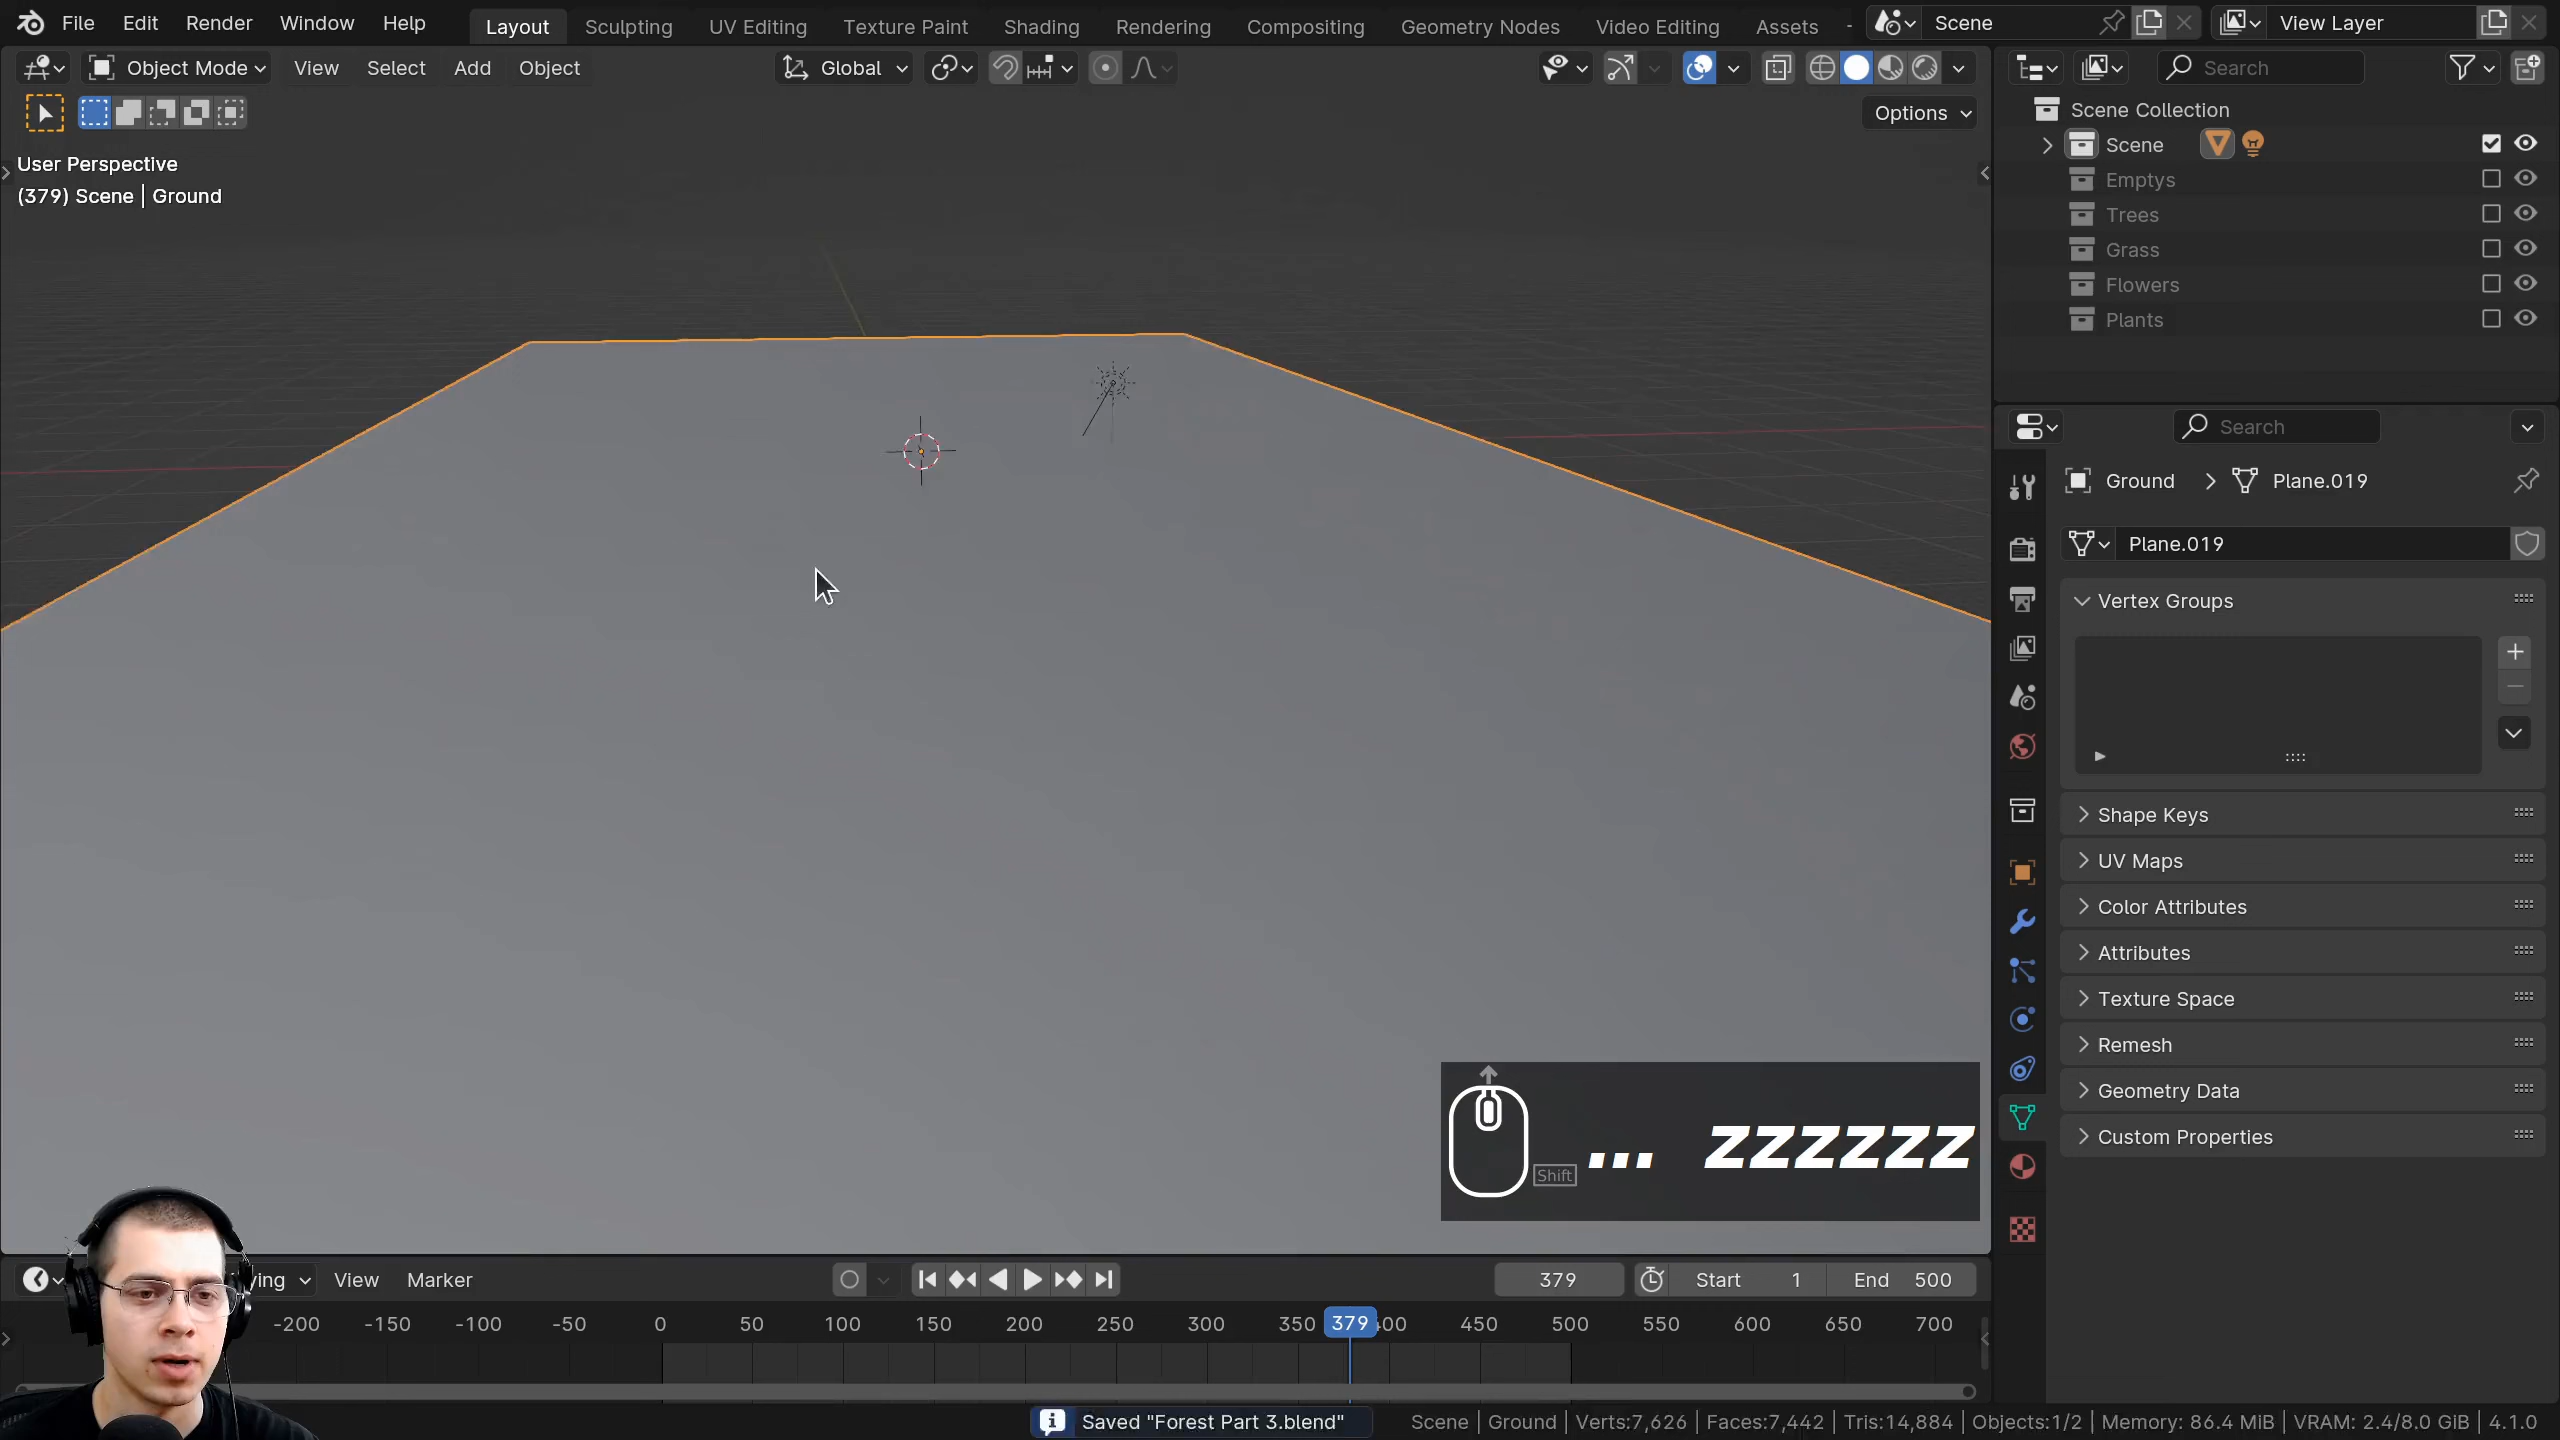 File Edit Render Window Help Layout Sculpting UV Editing Texture Paint Shading Rendering Compositing Geometry Nodes Video Editing Assets Scene View Layer
Object Mode View Select Add Object Global Search
Options
User Perspective
(379) Scene | Ground
Scene Collection
Scene
Emptys
Trees
Grass
Flowers
Plants
Search
Ground Plane.019
Plane.019
Vertex Groups
Shape Keys
UV Maps
Color Attributes
Attributes
Texture Space
Remesh
Geometry Data
Custom Properties
Shift ... zzzzzz
View Marker 379 Start 1 End 500
-200 -150 -100 -50 0 50 100 150 200 250 300 350 379 450 500 550 600 650 700
Saved "Forest Part 3.blend" Scene | Ground | Verts:7,626 | Faces:7,442 | Tris:14,884 | Objects:1/2 | Memory: 86.4 MiB | VRAM: 2.4/8.0 GiB | 4.1.0